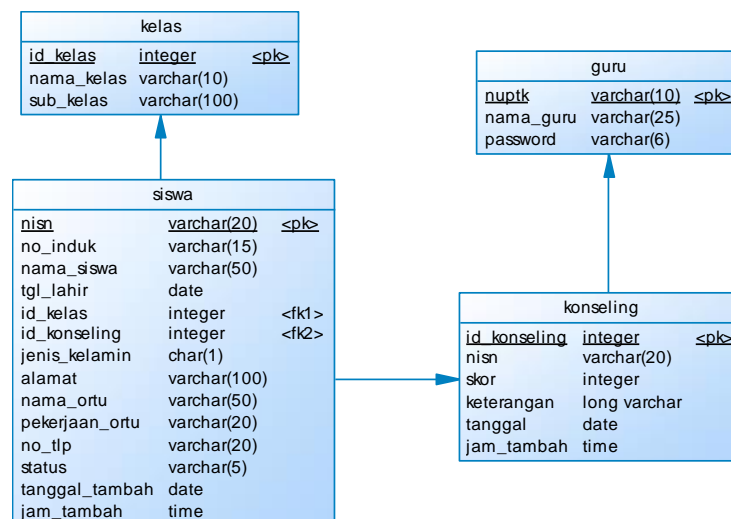 kelas
id_kelas integer <pk>
nama_kelas varchar(10)
sub_kelas varchar(100)
guru
nuptk varchar(10) <pk>
nama_guru varchar(25)
password varchar(6)
siswa
nisn varchar(20) <pk>
no_induk varchar(15)
nama_siswa varchar(50)
tgl_lahir date
id_kelas integer <fk1>
id_konseling integer <fk2>
jenis_kelamin char(1)
alamat varchar(100)
nama_ortu varchar(50)
pekerjaan_ortu varchar(20)
no_tlp varchar(20)
status varchar(5)
tanggal_tambah date
jam_tambah time
konseling
id_konseling integer <pk>
nisn varchar(20)
skor integer
keterangan long varchar
tanggal date
jam_tambah time